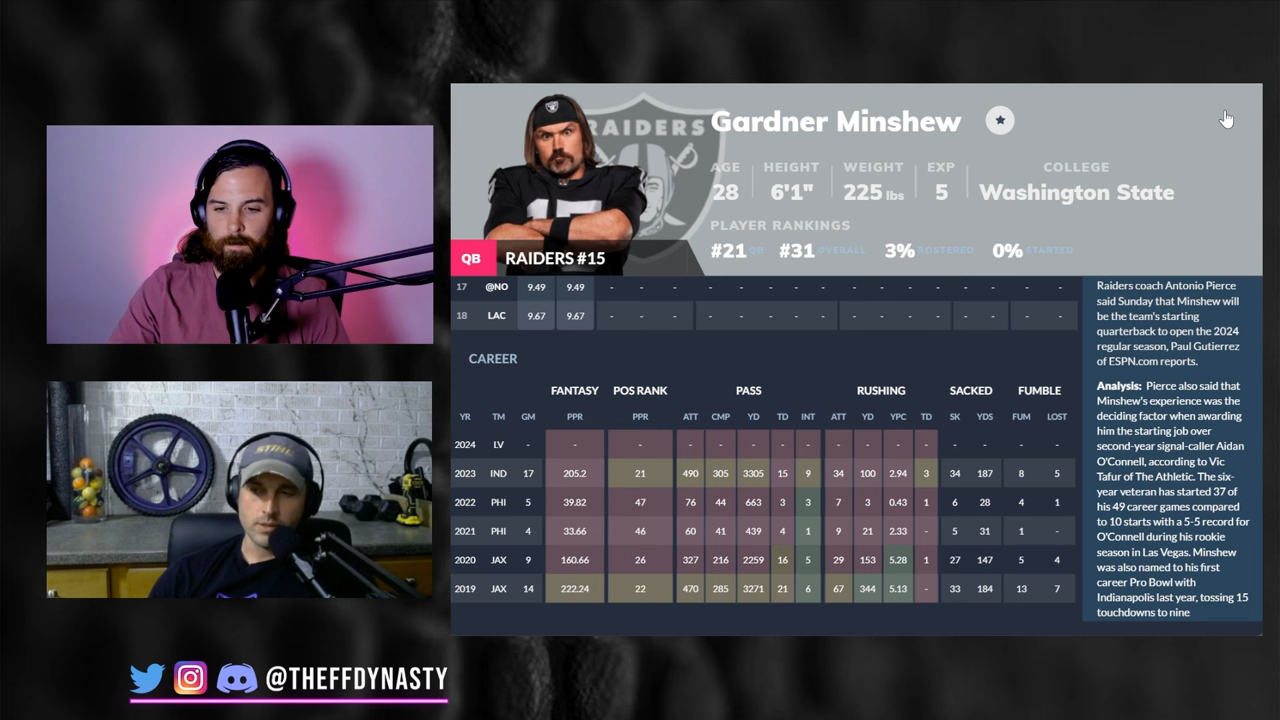 RAIDERS
Gardner Minshew
AGE HEIGHT WEIGHT EXP COLLEGE
28 6'1" 225 lbs 5 Washington State
PLAYER RANKINGS
#21 QB #31 OVERALL 3% ROSTERED 0% STARTED
QB RAIDERS #15
17 @NO 9.49 9.49 - - - - - - - - - - - - -
18 LAC 9.67 9.67 - - - - - - - - - - - - -
CAREER
FANTASY POS RANK PASS RUSHING SACKED FUMBLE
YR TM GM PPR PPR ATT CMP YD TD INT ATT YD YPC TD SK YDS FUM LOST
2024 LV - - - - - - - - - - - - - - - -
2023 IND 17 205.2 21 490 305 3305 15 9 34 100 2.94 3 34 187 8 5
2022 PHI 5 39.82 47 76 44 663 3 3 7 3 0.43 1 6 28 4 1
2021 PHI 4 33.66 46 60 41 439 4 1 9 21 2.33 - 5 31 1 -
2020 JAX 9 160.66 26 327 216 2259 16 5 29 153 5.28 1 27 147 5 4
2019 JAX 14 222.24 22 470 285 3271 21 6 67 344 5.13 - 33 184 13 7
Raiders coach Antonio Pierce
said Sunday that Minshew will
be the team's starting
quarterback to open the 2024
regular season, Paul Gutierrez
of ESPN.com reports.
Analysis: Pierce also said that
Minshew's experience was the
deciding factor when awarding
him the starting job over
second-year signal-caller Aidan
O'Connell, according to Vic
Tafur of The Athletic. The six-
year veteran has started 37 of
his 49 career games compared
to 10 starts with a 5-5 record for
O'Connell during his rookie
season in Las Vegas. Minshew
was also named to his first
career Pro Bowl with
Indianapolis last year, tossing 15
touchdowns to nine
STIHL
@THEFFDYNASTY